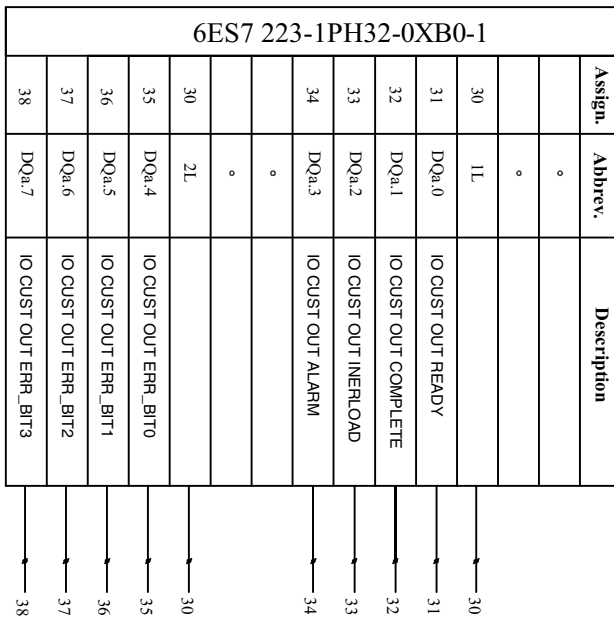 6ES7 223-1PH32-0XB0-1
Assign. Abbrev. Description
°
°
30 1L 30
31 DQa.0 IO CUST OUT READY 31
32 DQa.1 IO CUST OUT COMPLETE 32
33 DQa.2 IO CUST OUT INERLOAD 33
34 DQa.3 IO CUST OUT ALARM 34
°
°
30 2L 30
35 DQa.4 IO CUST OUT ERR_BIT0 35
36 DQa.5 IO CUST OUT ERR_BIT1 36
37 DQa.6 IO CUST OUT ERR_BIT2 37
38 DQa.7 IO CUST OUT ERR_BIT3 38